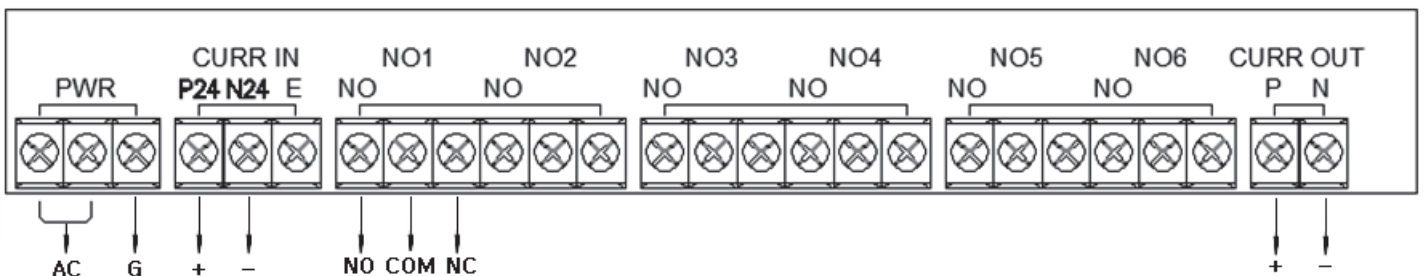 CURR IN NO1 NO2 NO3 NO4 NO5 NO6 CURR OUT
PWR P24 N24 E NO NO NO NO NO NO P N
AC G + - NO COM NC + -